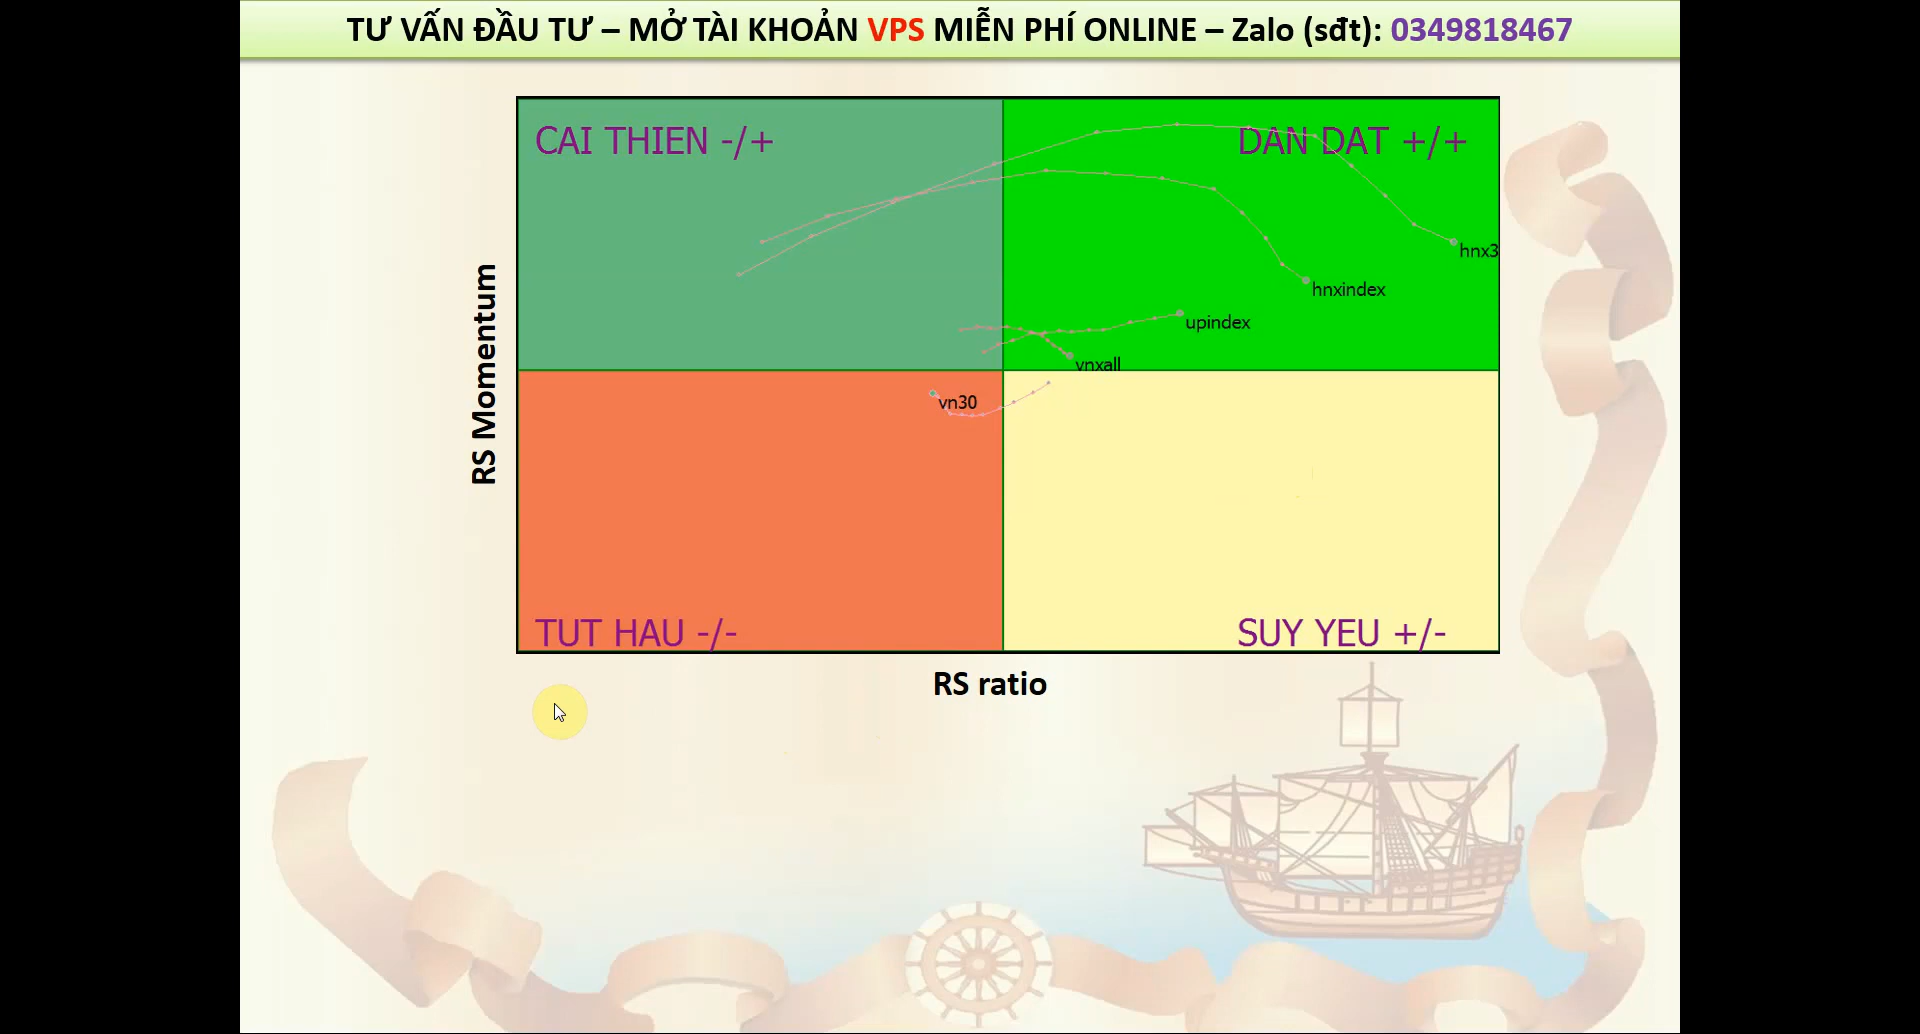 TƯ VẤN ĐẦU TƯ – MỞ TÀI KHOẢN VPS MIỄN PHÍ ONLINE – Zalo (sđt): 0349818467
CAI THIEN -/+
DAN DAT +/+
hnx3
hnxindex
upindex
vnxall
vn30
RS Momentum
TUT HAU -/-
SUY YEU +/-
RS ratio